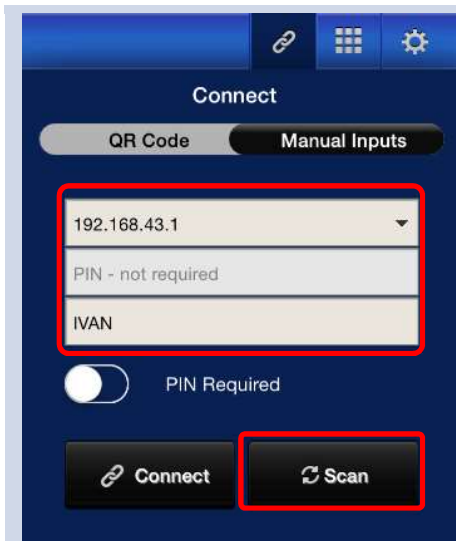 Connect
QR Code Manual Inputs
192.168.43.1
PIN - not required
IVAN
PIN Required
Connect Scan